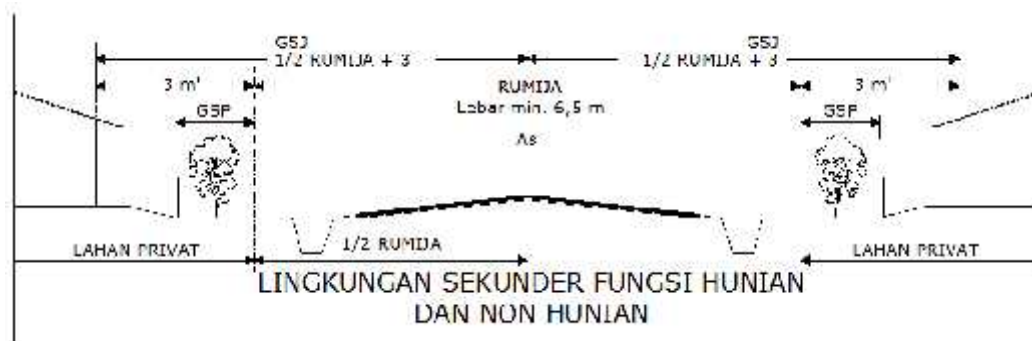 GSJ
1/2 RUMIJA + 3
GSJ
1/2 RUMIJA + 3
3 m'
RUMIJA
Lebar min. 6,5 m
3 m'
GSP
GSP
As
LAHAN PRIVAT
1/2 RUMIJA
LAHAN PRIVAT
LINGKUNGAN SEKUNDER FUNGSI HUNIAN
DAN NON HUNIAN